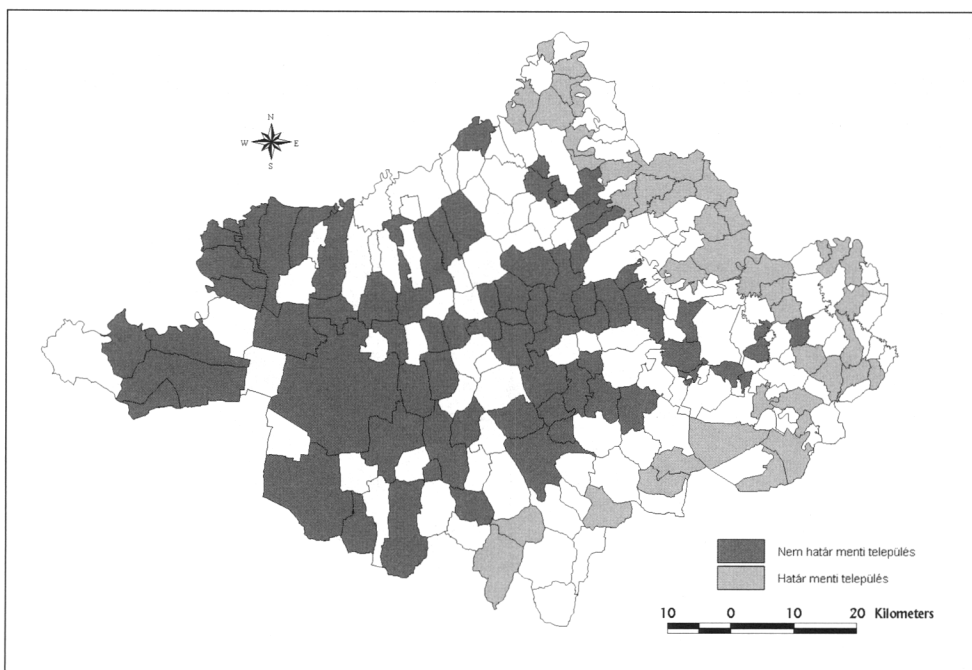 N
W E
S
Nem határ menti település
Határ menti település
10 0 10 20 Kilometers